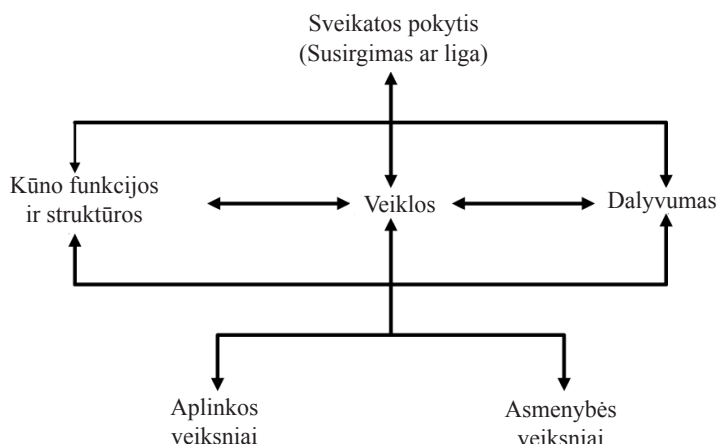 Sveikatos pokytis
(Susirgimas ar liga)
Kūno funkcijos
ir struktūros
Veiklos
Dalyvumas
Aplinkos
veiksniai
Asmenybės
veiksniai